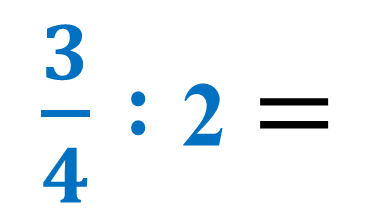 3/4 : 2 =